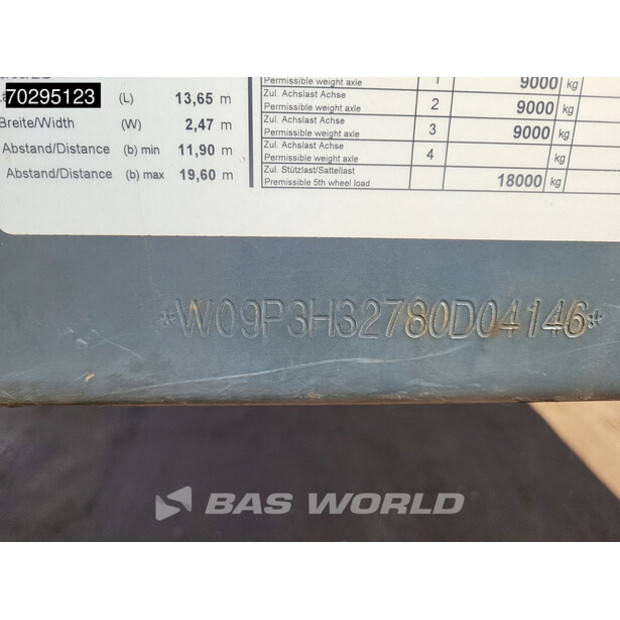 70295123
(L) 13,65 m
Breite/Width (W) 2,47 m
Abstand/Distance (b) min 11,90 m
Abstand/Distance (b) max 19,60 m
Permissible weight axle 1 9000 kg
Zul. Achslast Achse
Permissible weight axle 2 9000 kg
Zul. Achslast Achse
Permissible weight axle 3 9000 kg
Zul. Achslast Achse
Permissible weight axle 4 kg
Zul. Stützlast/Sattellast
Premissible 5th wheel load 18000 kg
*W09P3H32780D04146*
BAS WORLD